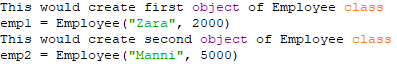 This would create first object of Employee class
emp1 = Employee("Zara", 2000)
This would create second object of Employee class
emp2 = Employee("Manni", 5000)